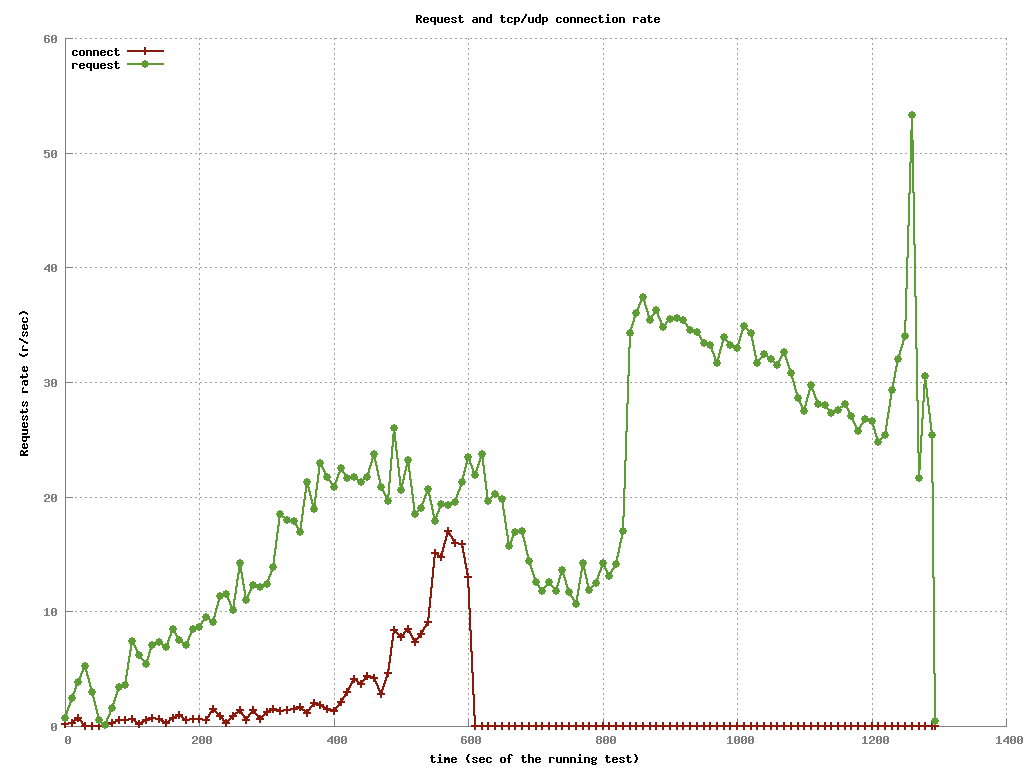 Request and tcp/udp connection rate
connect
request
60
50
40
30
20
10
0
Requests rate (r/sec)
0 200 400 600 800 1000 1200 1400
time (sec of the running test)